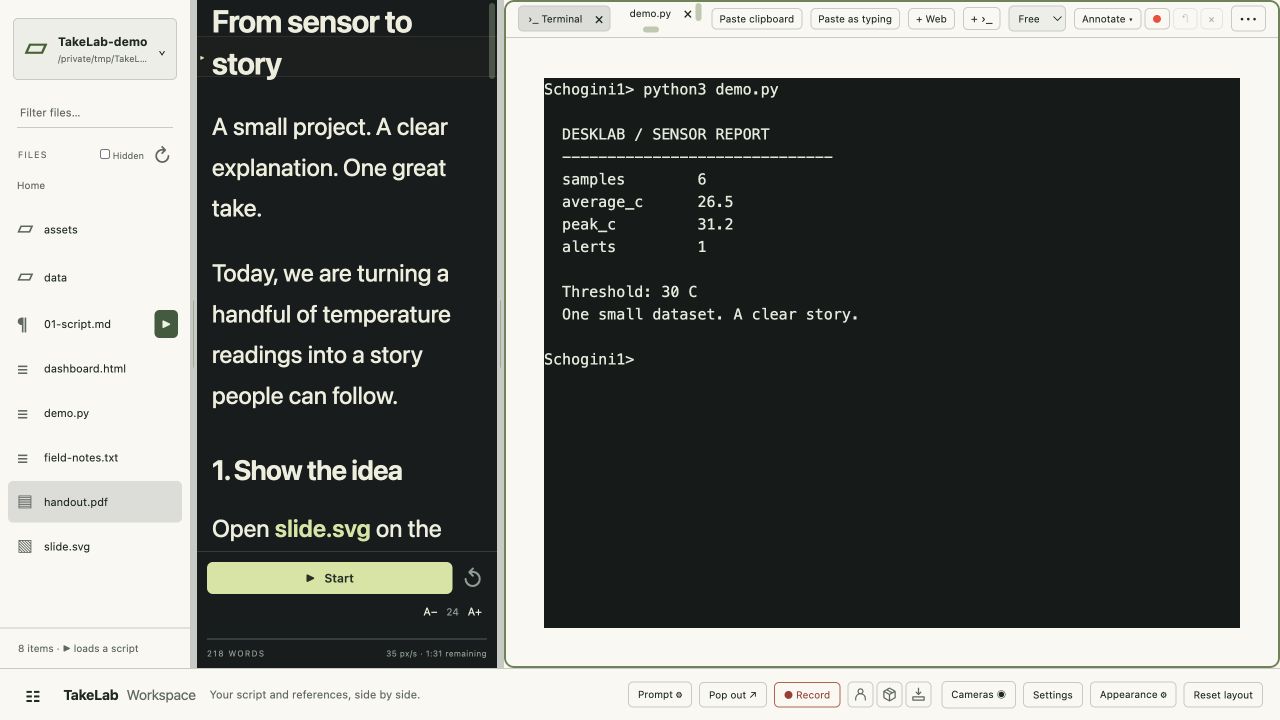 TakeLab-demo
/private/tmp/TakeL...
Filter files...
FILES
Hidden
Home
assets
data
01-script.md
dashboard.html
demo.py
field-notes.txt
handout.pdf
slide.svg
8 items · ▶ loads a script
From sensor to
story
A small project. A clear
explanation. One great
take.
Today, we are turning a
handful of temperature
readings into a story
people can follow.
1. Show the idea
Open slide.svg on the
▶ Start
A− 24 A+
218 WORDS
35 px/s · 1:31 remaining
>_ Terminal ×
demo.py ×
Paste clipboard
Paste as typing
+ Web
+ >_
Free
Annotate
Schogini1> python3 demo.py
DESKLAB / SENSOR REPORT
------------------------------
samples 6
average_c 26.5
peak_c 31.2
alerts 1
Threshold: 30 C
One small dataset. A clear story.
Schogini1>
TakeLab Workspace
Your script and references, side by side.
Prompt
Pop out ↗
Record
Cameras
Settings
Appearance
Reset layout